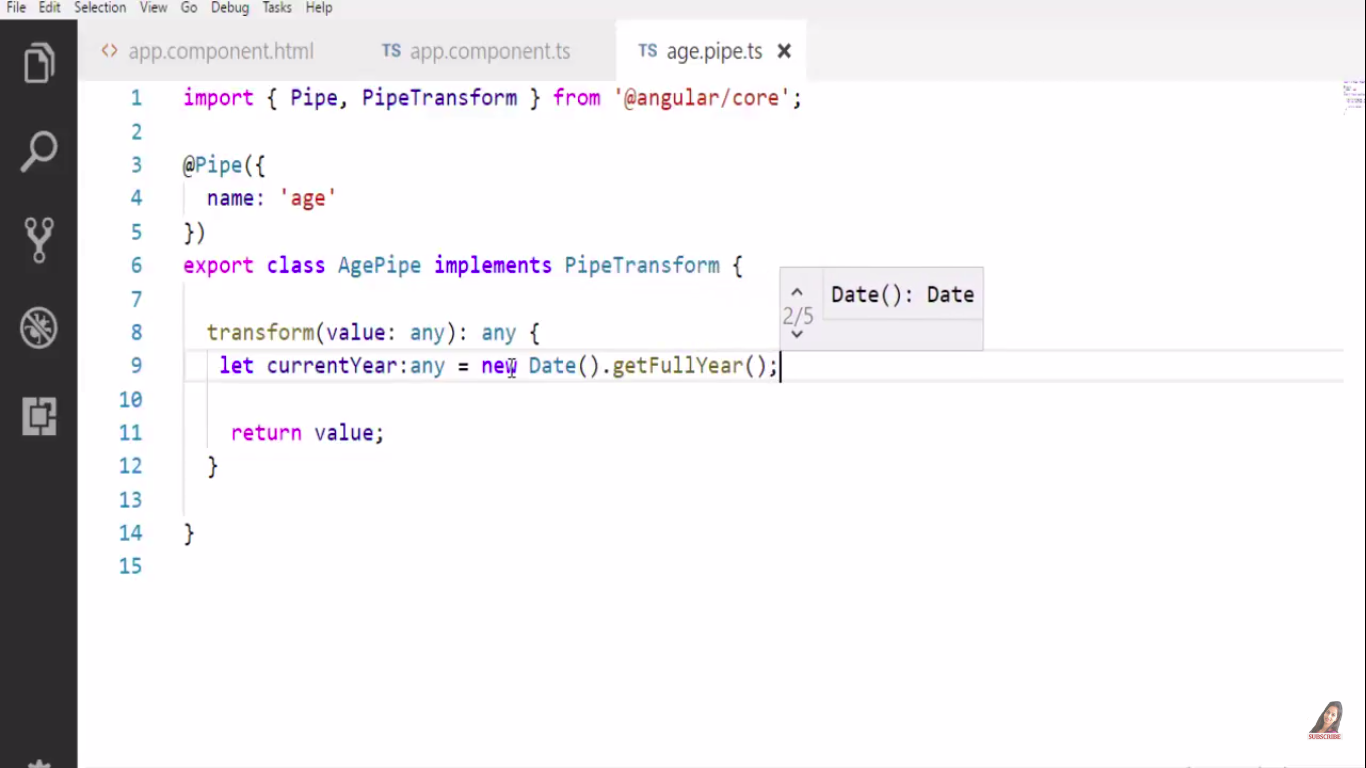 File Edit Selection View Go Debug Tasks Help
<> app.component.html TS app.component.ts TS age.pipe.ts ×
1 import { Pipe, PipeTransform } from '@angular/core';
2
3 @Pipe({
4 name: 'age'
5 })
6 export class AgePipe implements PipeTransform {
7
Date(): Date
2/5
8 transform(value: any): any {
9 let currentYear:any = new Date().getFullYear();
10
11 return value;
12 }
13
14 }
15
SUBSCRIBE